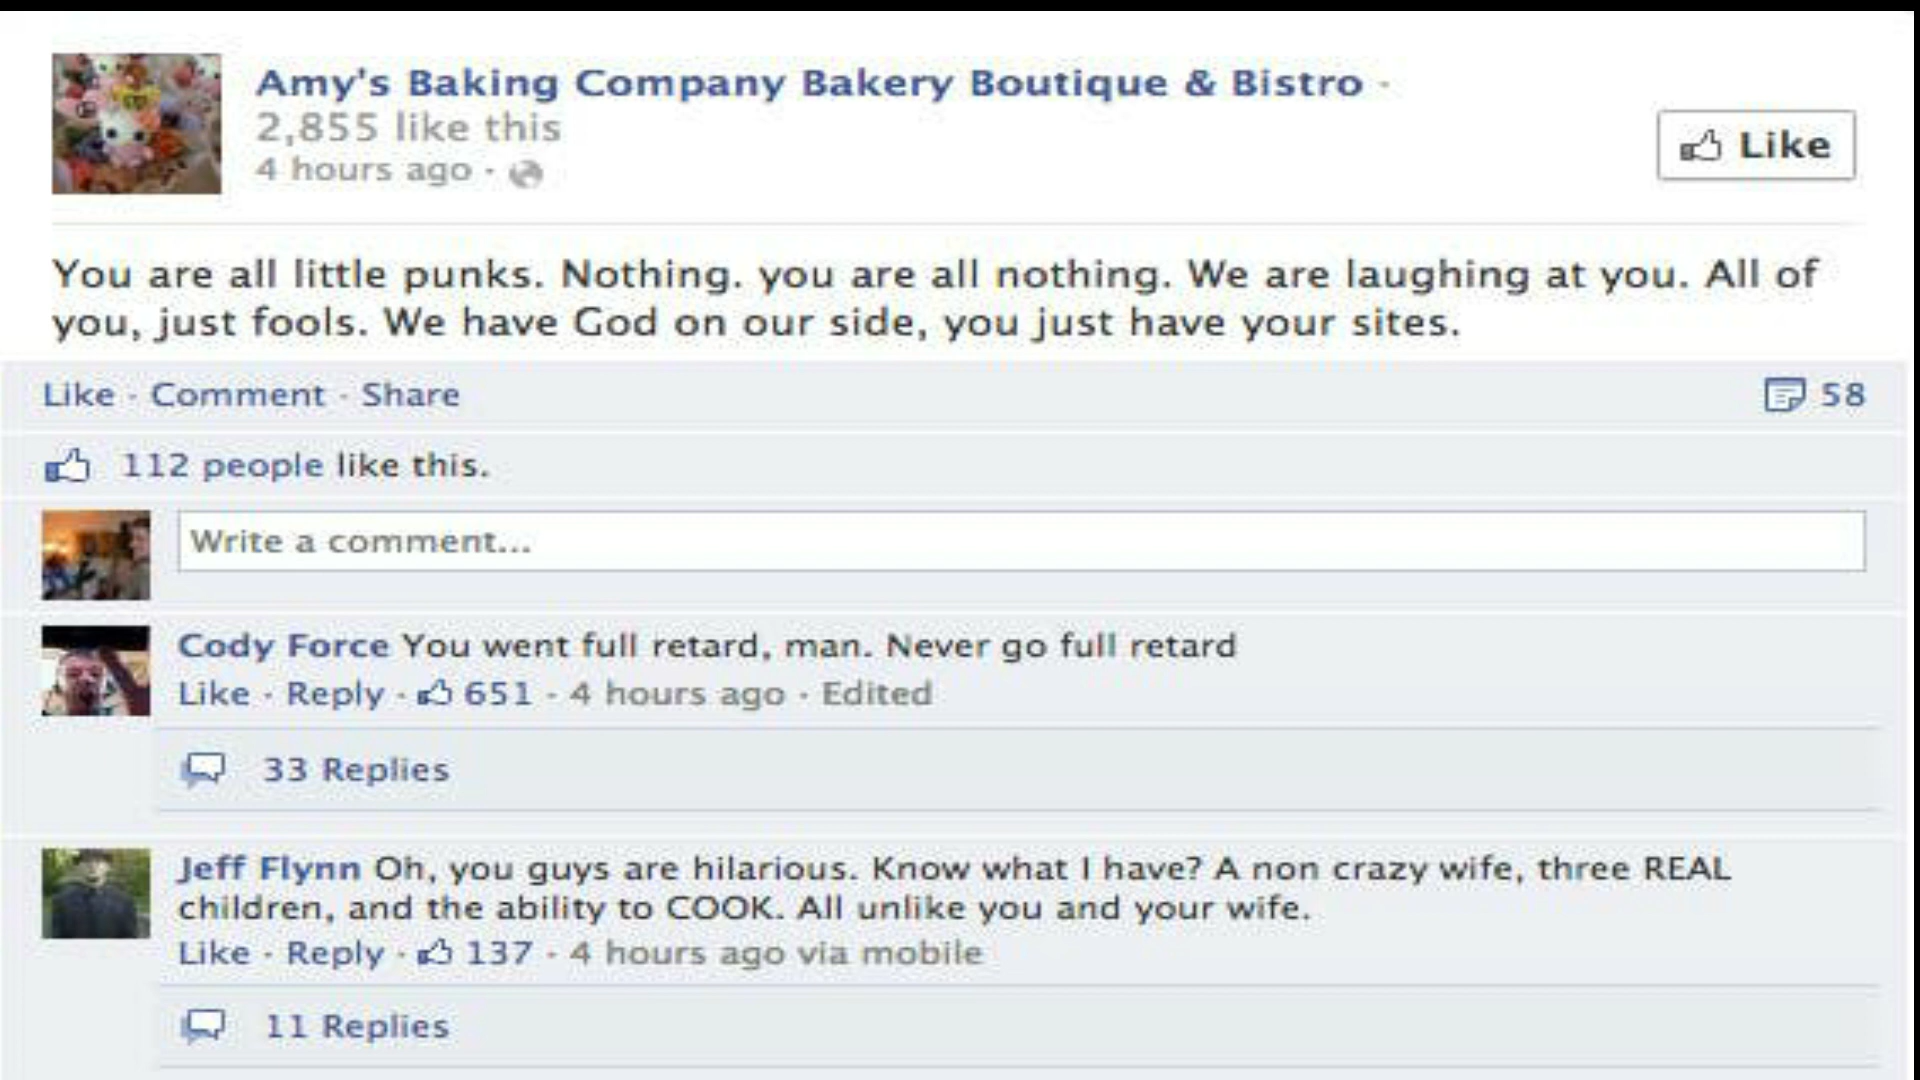 Amy's Baking Company Bakery Boutique & Bistro ·
2,855 like this
4 hours ago ·
Like
You are all little punks. Nothing. you are all nothing. We are laughing at you. All of
you, just fools. We have God on our side, you just have your sites.
Like · Comment · Share
58
112 people like this.
Write a comment...
Cody Force You went full retard, man. Never go full retard
Like · Reply · 651 · 4 hours ago · Edited
33 Replies
Jeff Flynn Oh, you guys are hilarious. Know what I have? A non crazy wife, three REAL
children, and the ability to COOK. All unlike you and your wife.
Like · Reply · 137 · 4 hours ago via mobile
11 Replies